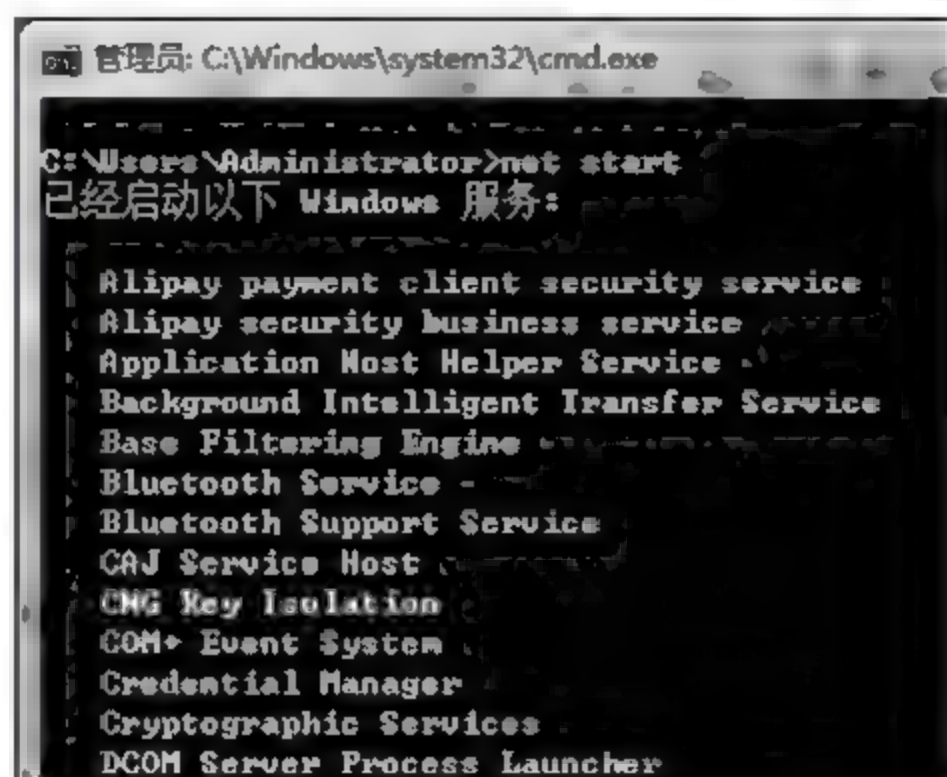 管理员: C:\Windows\system32\cmd.exe
C:\Users\Administrator>net start
已经启动以下 Windows 服务:
Alipay payment client security service
Alipay security business service
Application Host Helper Service
Background Intelligent Transfer Service
Base Filtering Engine
Bluetooth Service
Bluetooth Support Service
CAJ Service Host
CNG Key Isolation
COM+ Event System
Credential Manager
Cryptographic Services
DCOM Server Process Launcher